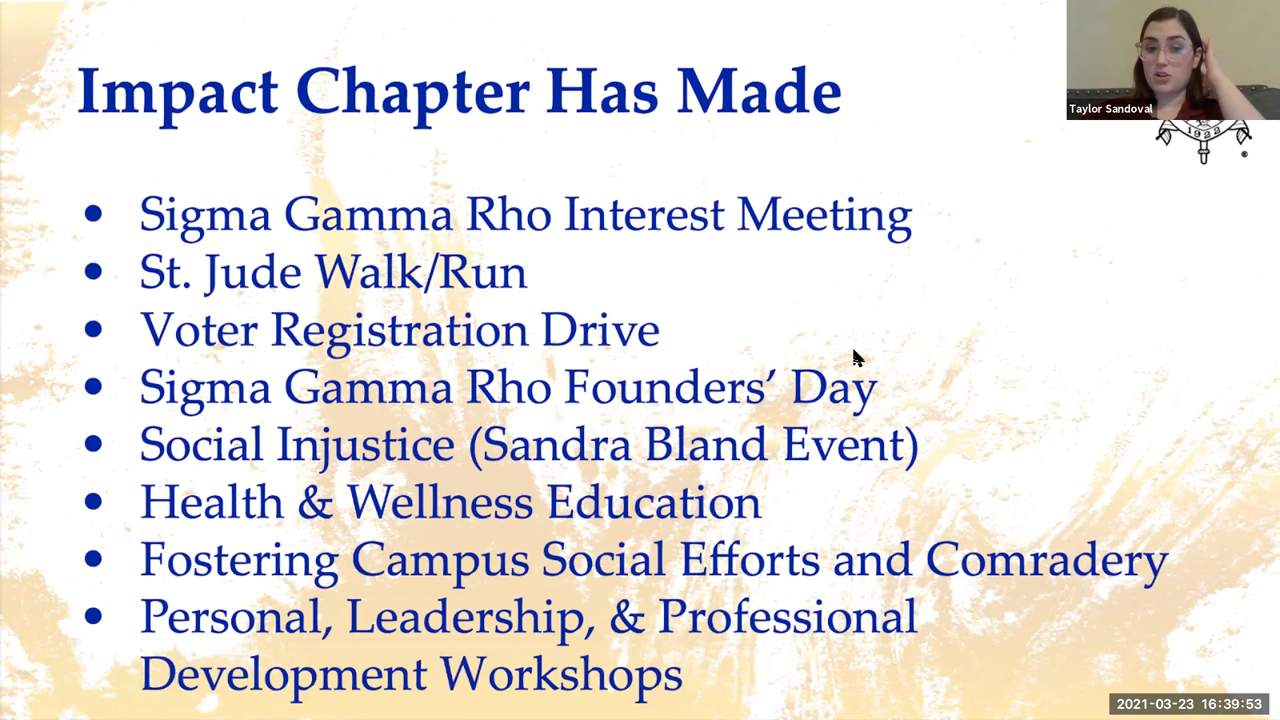 Impact Chapter Has Made
Taylor Sandoval
1922
®
• Sigma Gamma Rho Interest Meeting
• St. Jude Walk/Run
• Voter Registration Drive
• Sigma Gamma Rho Founders’ Day
• Social Injustice (Sandra Bland Event)
• Health & Wellness Education
• Fostering Campus Social Efforts and Comradery
• Personal, Leadership, & Professional
Development Workshops
2021-03-23 16:39:53